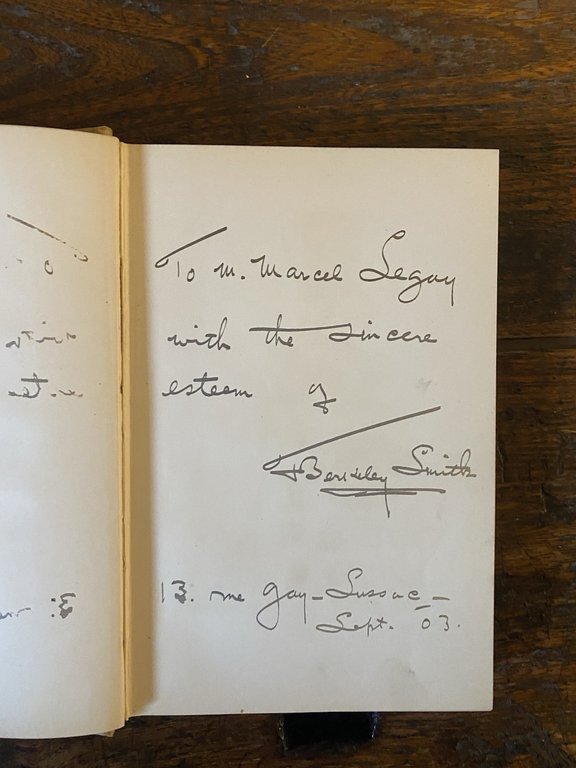 To M. Marcel Legay
with the sincere
esteem of
F Berkeley Smith
13. rue Gay-Lussac-
Sept. 03.